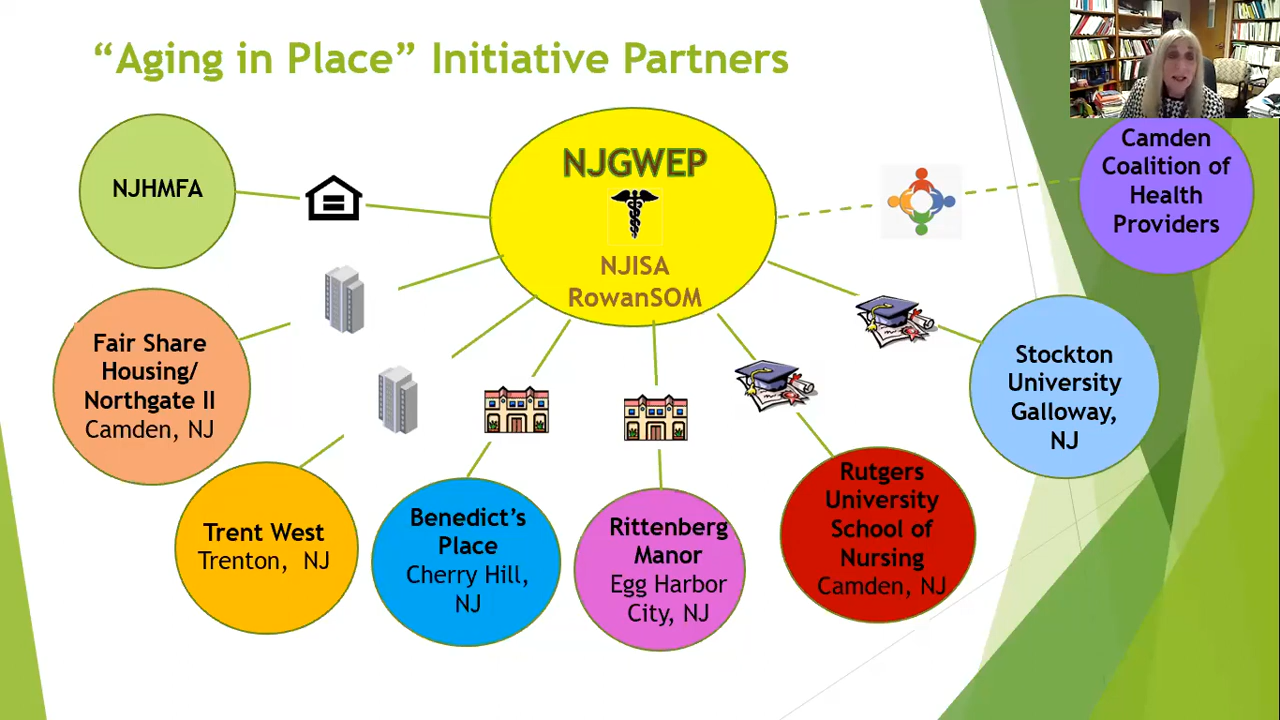 “Aging in Place” Initiative Partners
NJHMFA
NJGWEP
NJISA
RowanSOM
Camden
Coalition of
Health
Providers
Fair Share
Housing/
Northgate II
Camden, NJ
Stockton
University
Galloway,
NJ
Trent West
Trenton,  NJ
Benedict’s
Place
Cherry Hill,
NJ
Rittenberg
Manor
Egg Harbor
City, NJ
Rutgers
University
School of
Nursing
Camden, NJ